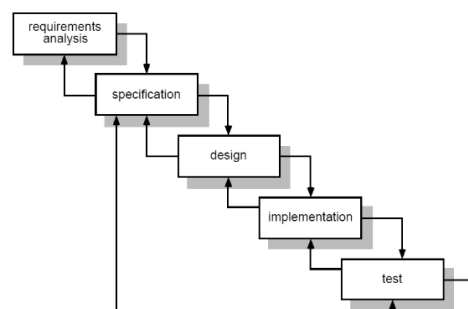 requirements
analysis
specification
design
implementation
test